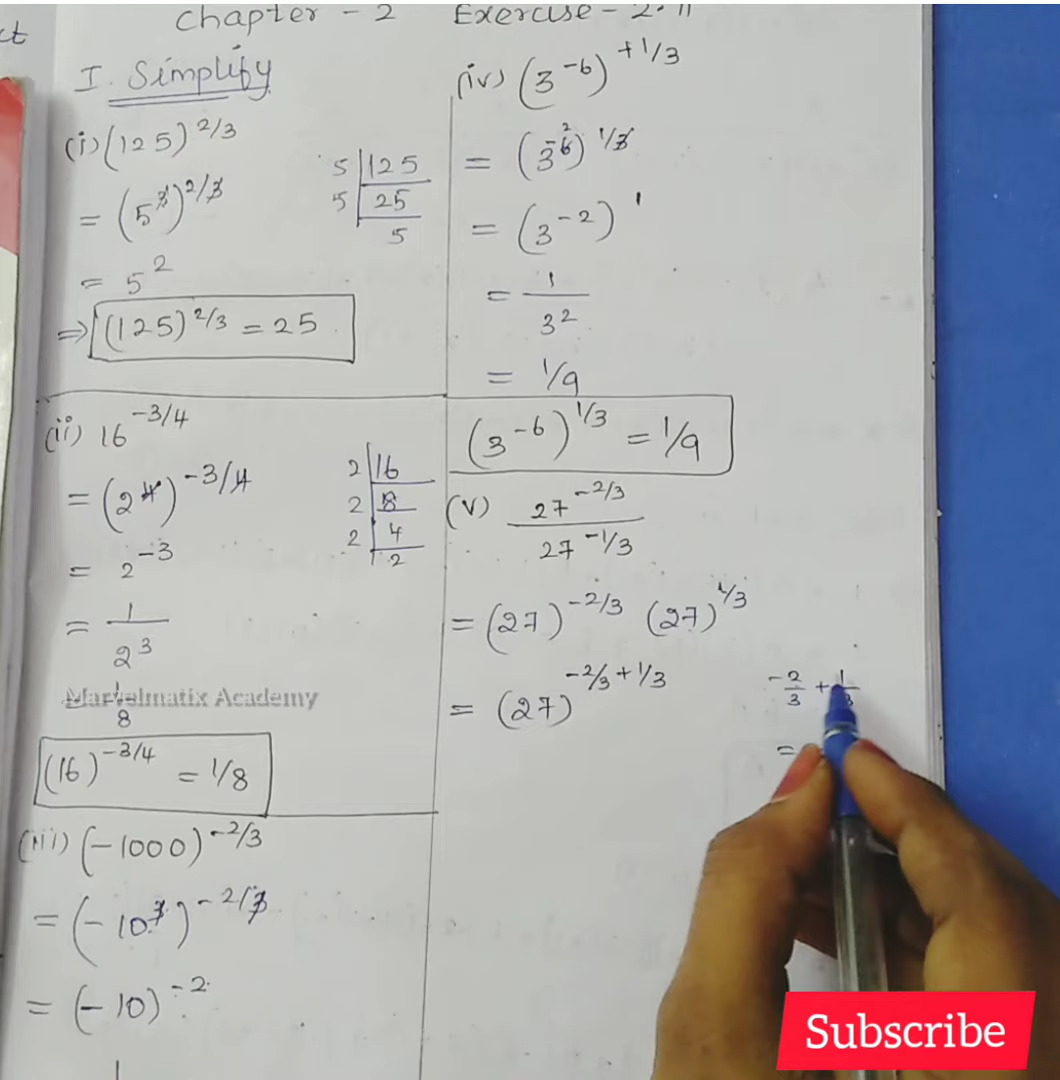 ct
Chapter - 2 Exercise - 2.11
I. Simplify
(i) (125)^2/3
= (5^3)^2/3
= 5^2
⇒ (125)^2/3 = 25
5 | 125
5 | 25
5
(ii) 16^-3/4
= (2^4)^-3/4
= 2^-3
= 1/2^3
= 1/8
Marvelmatix Academy
(16)^-3/4 = 1/8
2 | 16
2 | 8
2 | 4
2
(iii) (-1000)^-2/3
= (-10^3)^-2/3
= (-10)^-2
1
(iv) (3^-6)^+1/3
= (3^-6)^1/3 2
= (3^-2)^1
= 1/3^2
= 1/9
(3^-6)^1/3 = 1/9
(v) 27^-2/3 / 27^-1/3
= (27)^-2/3 (27)^1/3
= (27)^-2/3 + 1/3
-2/3 + 1/3
=
Subscribe